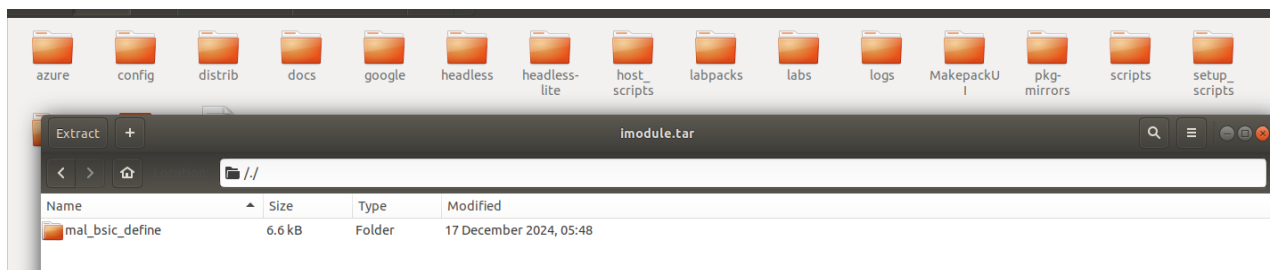 azure config distrib docs google headless headless- host_ labpacks labs logs MakepackU pkg- scripts setup_
lite scripts I mirrors scripts
Extract + imodule.tar
/./
Name Size Type Modified
mal_bsic_define 6.6 kB Folder 17 December 2024, 05:48